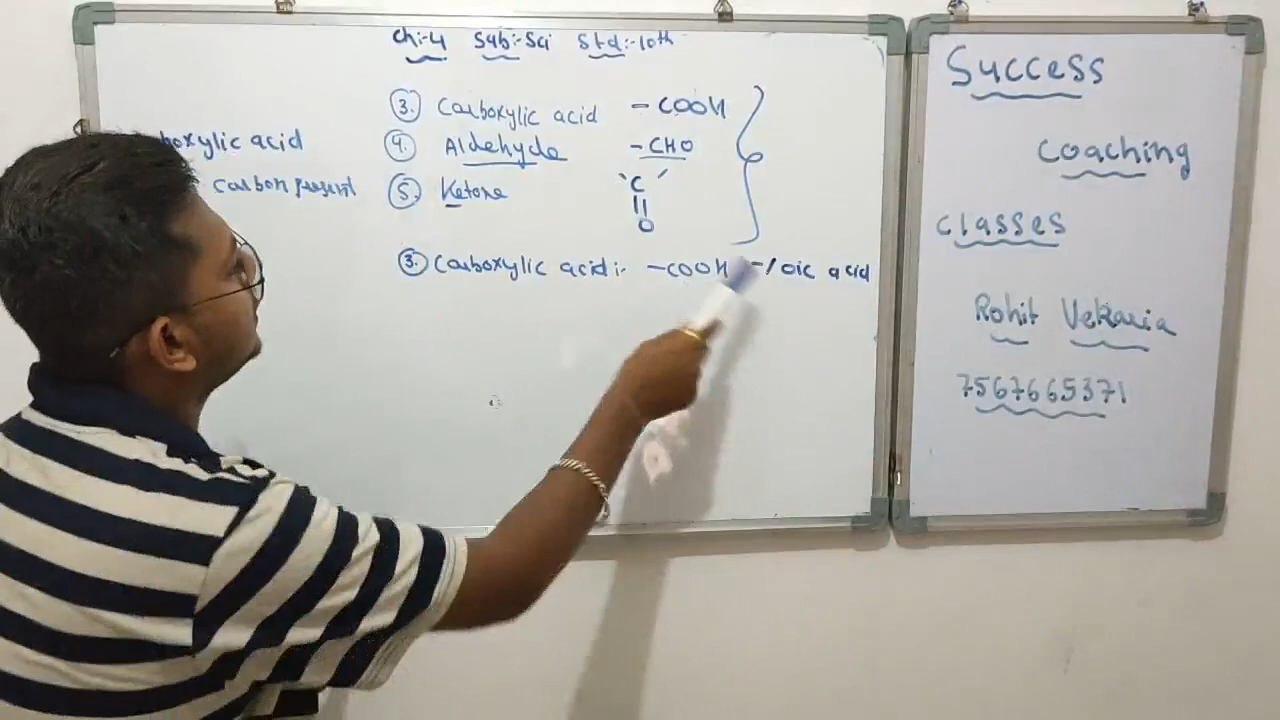 Ch:-4 Sub:-Sci Std:-10th
③. Carboxylic acid -COOH
④. Aldehyde -CHO
⑤. Ketone C
O
acid
carbon present
③. Carboxylic acid:- -COOH -/ oic acid
Success
Coaching
Classes
Rohit Vekaria
7567665371